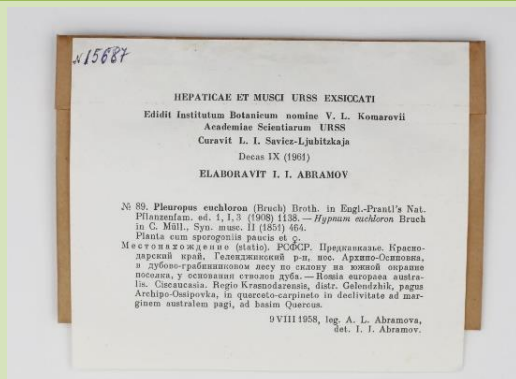 № 15687
HEPATICAE ET MUSCI URSS EXSICCATI
Edidit Institutum Botanicum nomine V. L. Komarovii
Academiae Scientiarum URSS
Curavit L. I. Savicz-Ljubitzkaja
Decas IX (1961)
ELABORAVIT I. I. ABRAMOV
№ 89. Pleuropus euchloron (Bruch) Broth. in Engl.-Prantl's Nat.
Pflanzenfam. ed. 1, I, 3 (1908) 1138. — Hypnum euchloron Bruch
in C. Müll., Syn. musc. II (1851) 464.
Planta cum sporogoniis paucis et ♀.
Местонахождение (statio). РСФСР. Предкавказье. Красно-
дарский край, Геленджикский р-н, пос. Архипо-Осиповка,
в дубово-грабинниковом лесу по склону на южной окраине
поселка, у основания стволов дуба. — Rossia europaea austra-
lis. Ciscaucasia. Regio Krasnodarensis, distr. Gelendzhik, pagus
Archipo-Ossipovka, in querceto-carpineto in declivitate ad mar-
ginem australem pagi, ad basim Quercus.
9 VIII 1958, leg. A. L. Abramova,
det. I. I. Abramov.